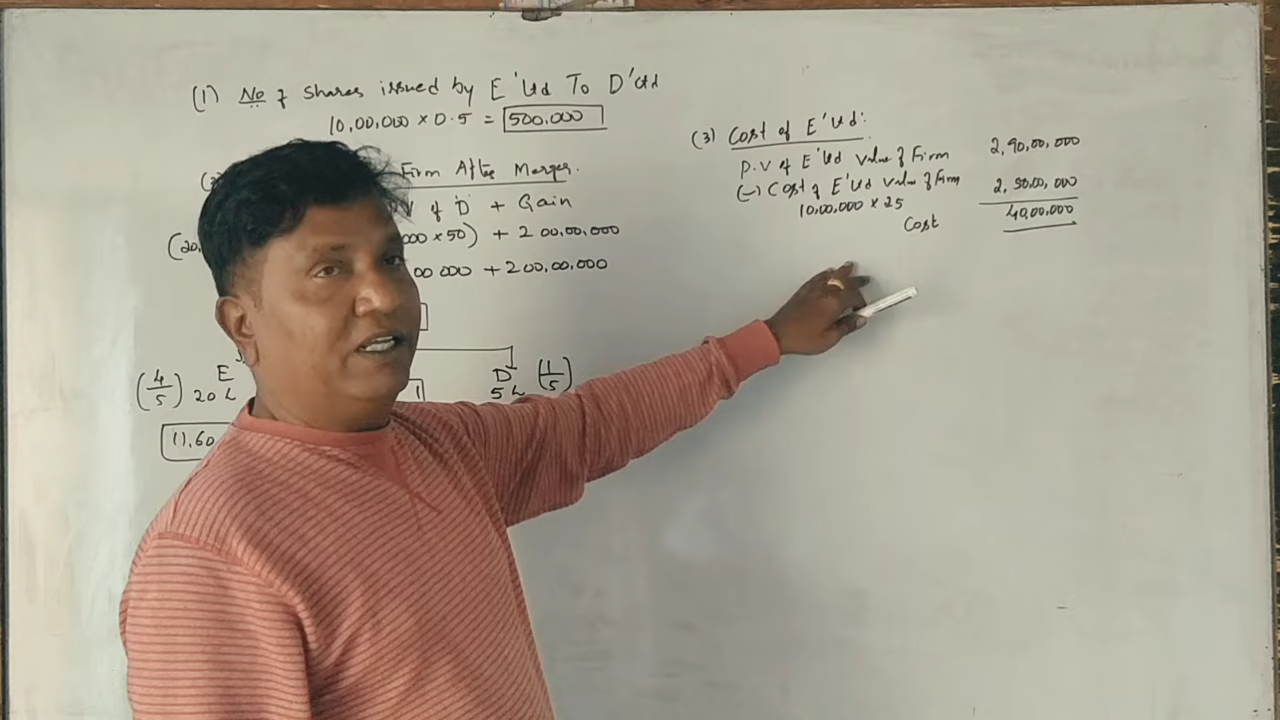 (1) No of shares issued by E'Ltd To D'Ltd
10,00,000 × 0.5 = 500,000
Firm After Merger.
of 'D' + Gain
000 × 50) + 2 00,00,000
00 000 + 200,00,000
E
D
(4/5) 20 L
5 L (1/5)
11.60
(3) Cost of E'Ltd:
P.V of E'Ltd Value of Firm 2,90,00,000
(-) Cost of E'Ltd Value of Firm 2,50,00,000
10,00,000 × 25
Cost 40,00,000